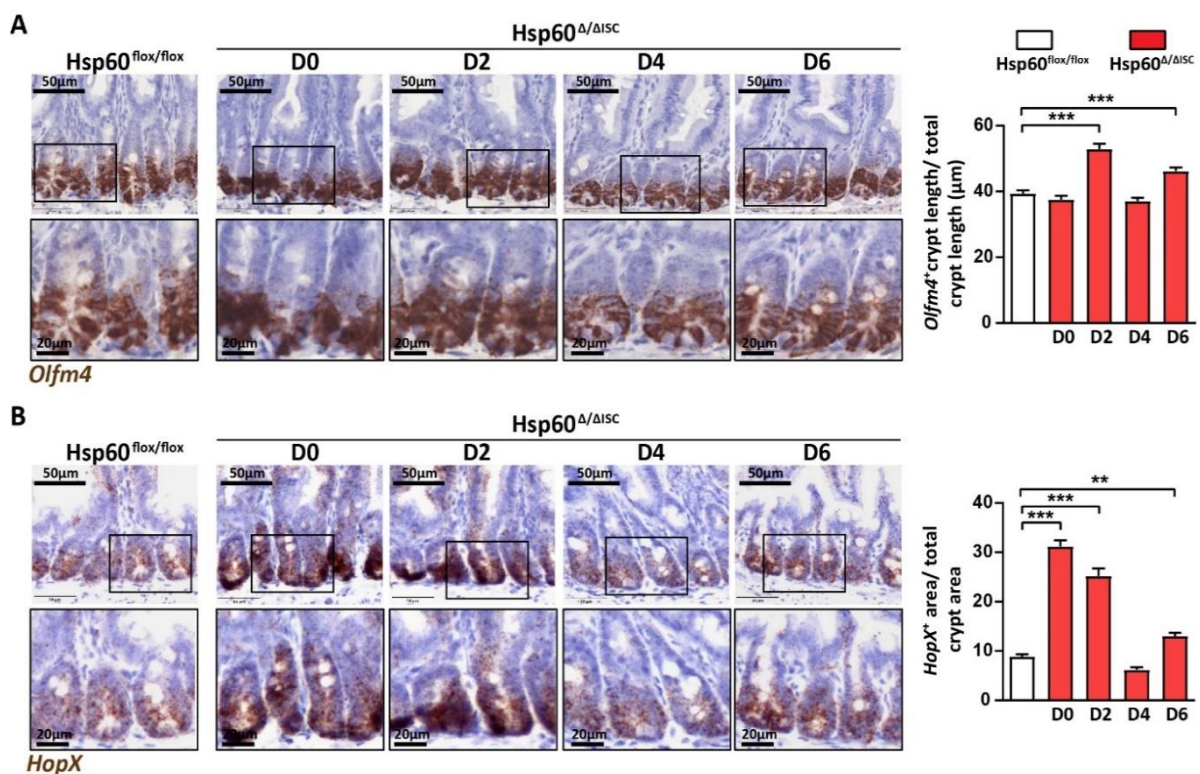 A
Hsp60flox/flox
Hsp60Δ/ΔISC
D0
D2
D4
D6
50μm
50μm
50μm
50μm
50μm
20μm
20μm
20μm
20μm
20μm
Olfm4
Hsp60flox/flox
Hsp60Δ/ΔISC
***
***
60
40
20
0
D0 D2 D4 D6
Olfm4+crypt length/ total
crypt length (μm)
B
Hsp60flox/flox
Hsp60Δ/ΔISC
D0
D2
D4
D6
50μm
50μm
50μm
50μm
50μm
20μm
20μm
20μm
20μm
20μm
HopX
**
***
***
40
30
20
10
0
D0 D2 D4 D6
HopX+ area/ total
crypt area